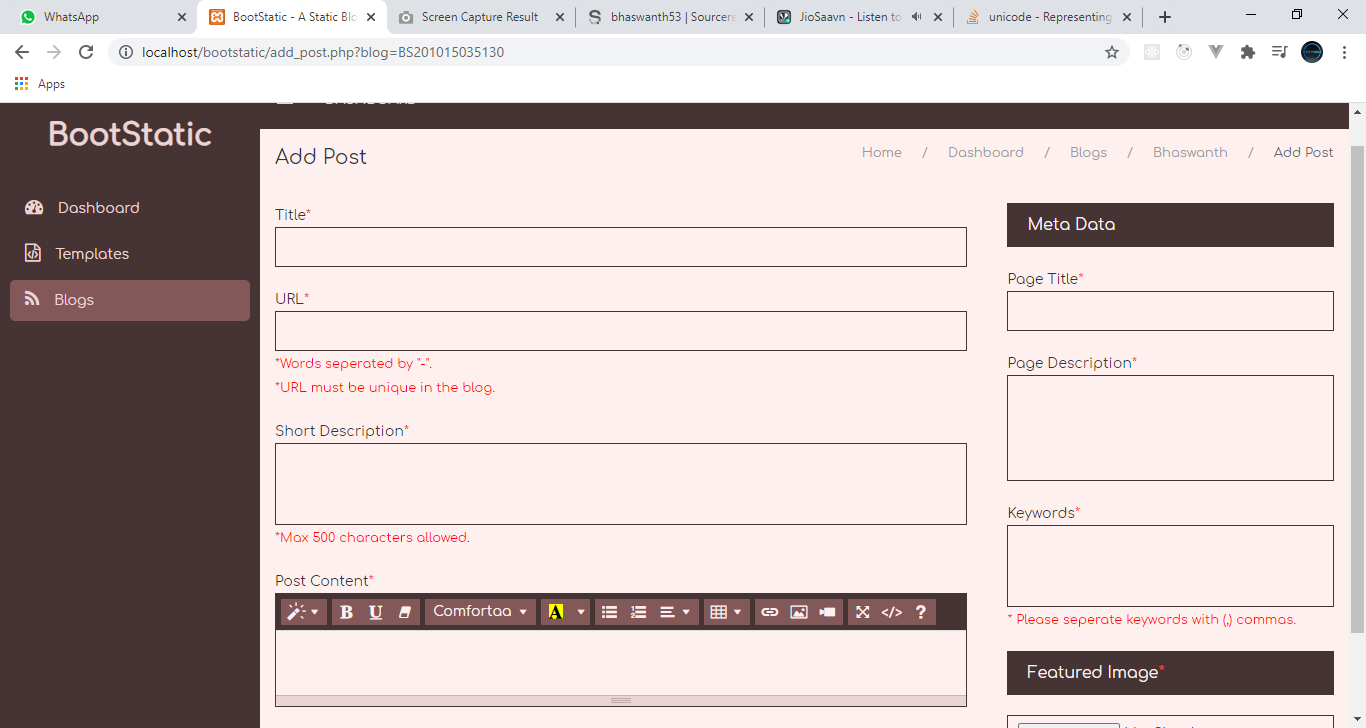 WhatsApp
BootStatic - A Static Blo
Screen Capture Result
bhaswanth53 | Sourcere
JioSaavn - Listen to
unicode - Representing
localhost/bootstatic/add_post.php?blog=BS201015035130
Apps
BootStatic
Dashboard
Templates
Blogs
Add Post
Home / Dashboard / Blogs / Bhaswanth / Add Post
Title*
URL*
*Words seperated by "-".
*URL must be unique in the blog.
Short Description*
*Max 500 characters allowed.
Post Content*
B U Comfortaa A </> ?
Meta Data
Page Title*
Page Description*
Keywords*
* Please seperate keywords with (,) commas.
Featured Image*